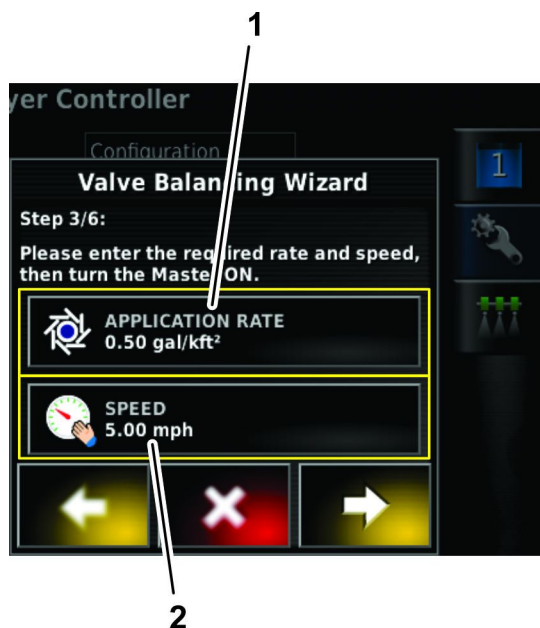 1
yer Controller
Configuration
1
Valve Balancing Wizard
Step 3/6:
Please enter the required rate and speed,
then turn the Master ON.
APPLICATION RATE
0.50 gal/kft²
SPEED
5.00 mph
2